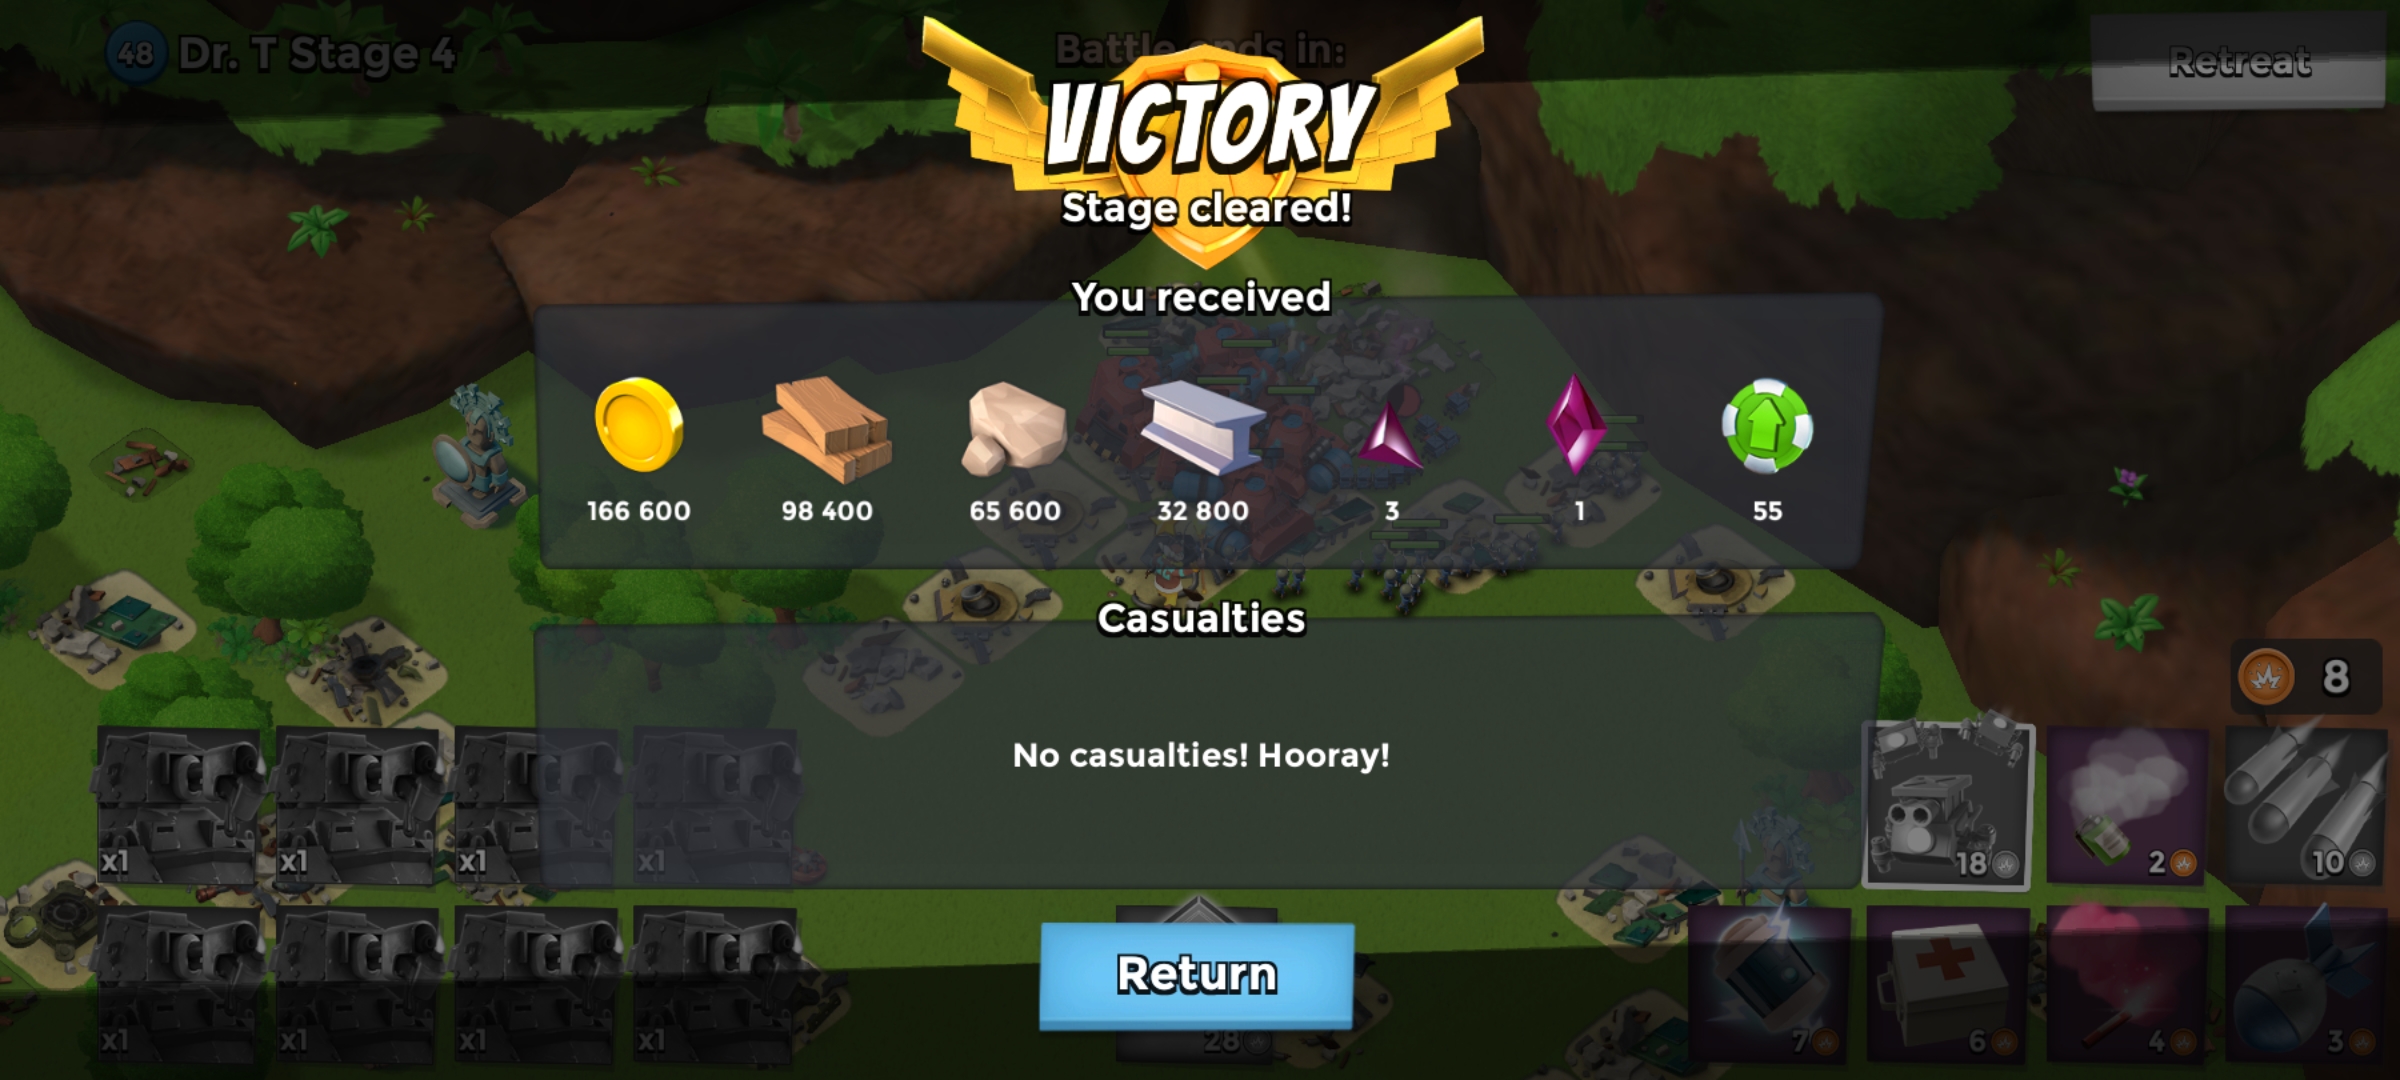 48 Dr. T Stage 4
Battle ends in:
Retreat
VICTORY
Stage cleared!
You received
166 600
98 400
65 600
32 800
3
1
55
Casualties
No casualties! Hooray!
8
x1
x1
x1
x1
18
2
10
Return
x1
x1
x1
x1
28
7
6
4
3